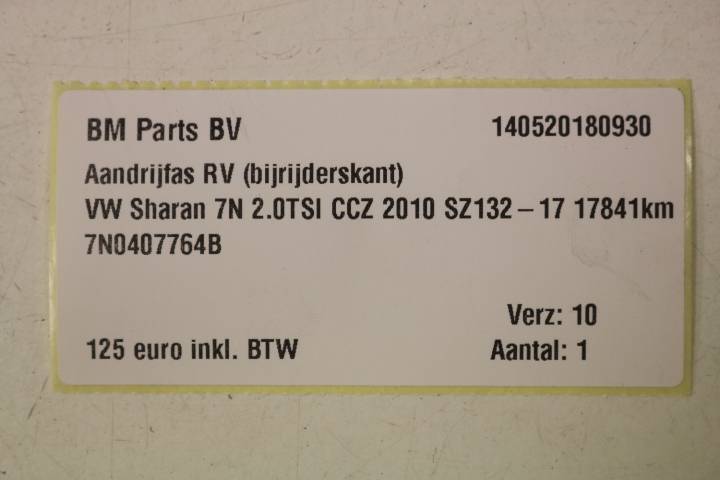 BM Parts BV 140520180930
Aandrijfas RV (bijrijderskant)
VW Sharan 7N 2.0TSI CCZ 2010 SZ132 – 17 17841km
7N0407764B
Verz: 10
125 euro inkl. BTW Aantal: 1